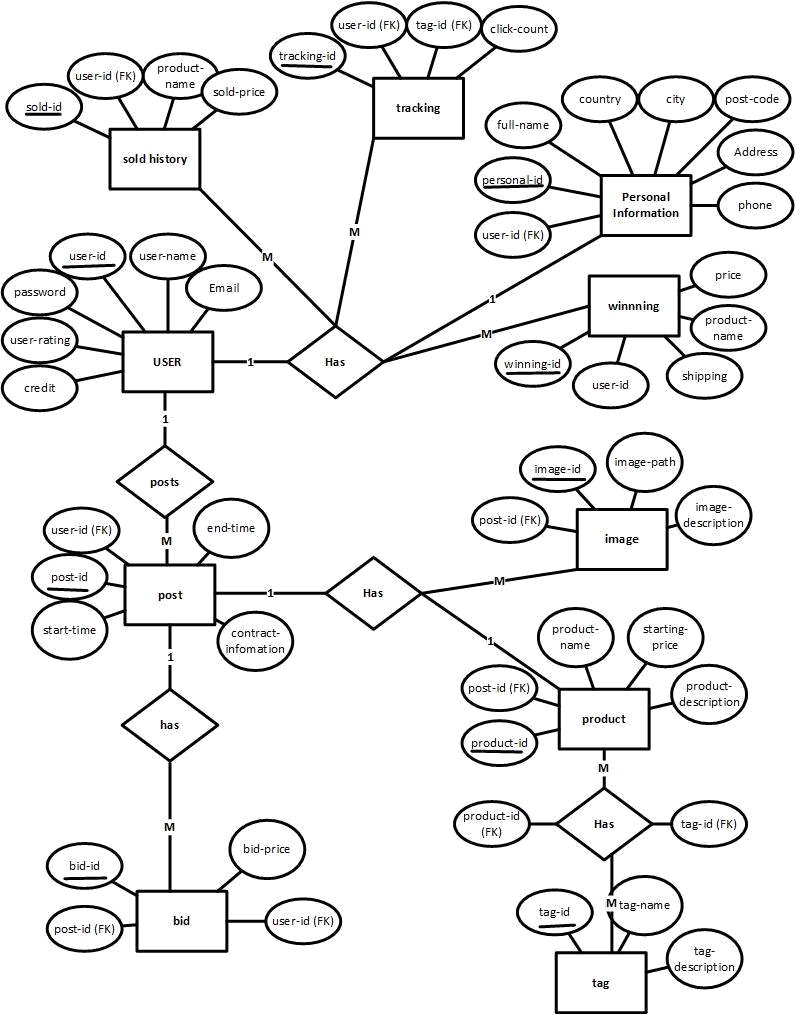 user-id (FK)
tag-id (FK)
click-count
tracking-id
tracking
user-id (FK)
product-
name
sold-price
sold-id
sold history
country
city
post-code
full-name
Address
personal-id
Personal
Information
phone
user-id (FK)
M
M
user-id
user-name
Email
password
user-rating
credit
USER
1
Has
1
M
price
winnning
product-
name
winning-id
user-id
shipping
1
posts
M
user-id (FK)
end-time
post-id
post
start-time
contract-
infomation
1
Has
M
1
image-id
image-path
post-id (FK)
image
image-
description
product-
name
starting-
price
post-id (FK)
product-
description
product
product-id
1
has
M
M
product-id
(FK)
Has
tag-id (FK)
M
bid-id
bid-price
post-id (FK)
bid
user-id (FK)
tag-id
tag-name
tag
tag-
description